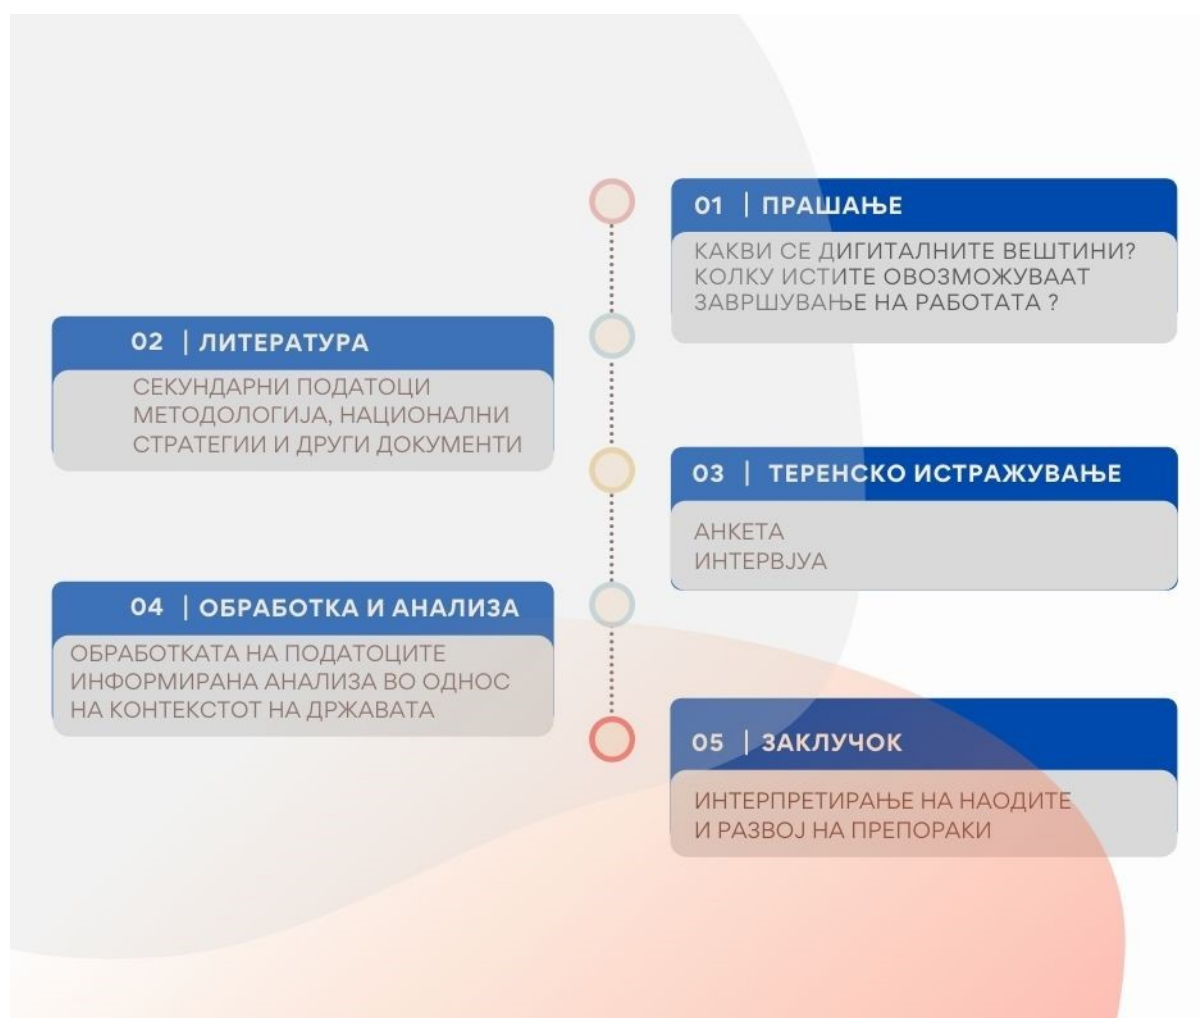 01 | ПРАШАЊЕ
КАКВИ СЕ ДИГИТАЛНИТЕ ВЕШТИНИ?
КОЛКУ ИСТИТЕ ОВОЗМОЖУВААТ
ЗАВРШУВАЊЕ НА РАБОТАТА ?
02 | ЛИТЕРАТУРА
СЕКУНДАРНИ ПОДАТОЦИ
МЕТОДОЛОГИЈА, НАЦИОНАЛНИ
СТРАТЕГИИ И ДРУГИ ДОКУМЕНТИ
03 | ТЕРЕНСКО ИСТРАЖУВАЊЕ
АНКЕТА
ИНТЕРВЈУА
04 | ОБРАБОТКА И АНАЛИЗА
ОБРАБОТКАТА НА ПОДАТОЦИТЕ
ИНФОРМИРАНА АНАЛИЗА ВО ОДНОС
НА КОНТЕКСТОТ НА ДРЖАВАТА
05 | ЗАКЛУЧОК
ИНТЕРПРЕТИРАЊЕ НА НАОДИТЕ
И РАЗВОЈ НА ПРЕПОРАКИ